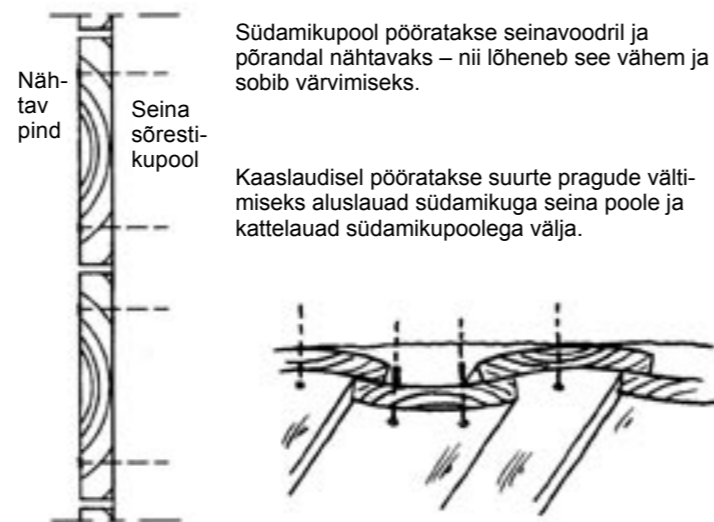 Südamikupool pööratakse seinavoodril ja
põrandal nähtavaks – nii lõheneb see vähem ja
sobib värvimiseks.
Näh-
tav
pind
Seina
sõresti-
kupool
Kaaslaudisel pööratakse suurte pragude välti-
miseks aluslauad südamikuga seina poole ja
kattelauad südamikupoolega välja.